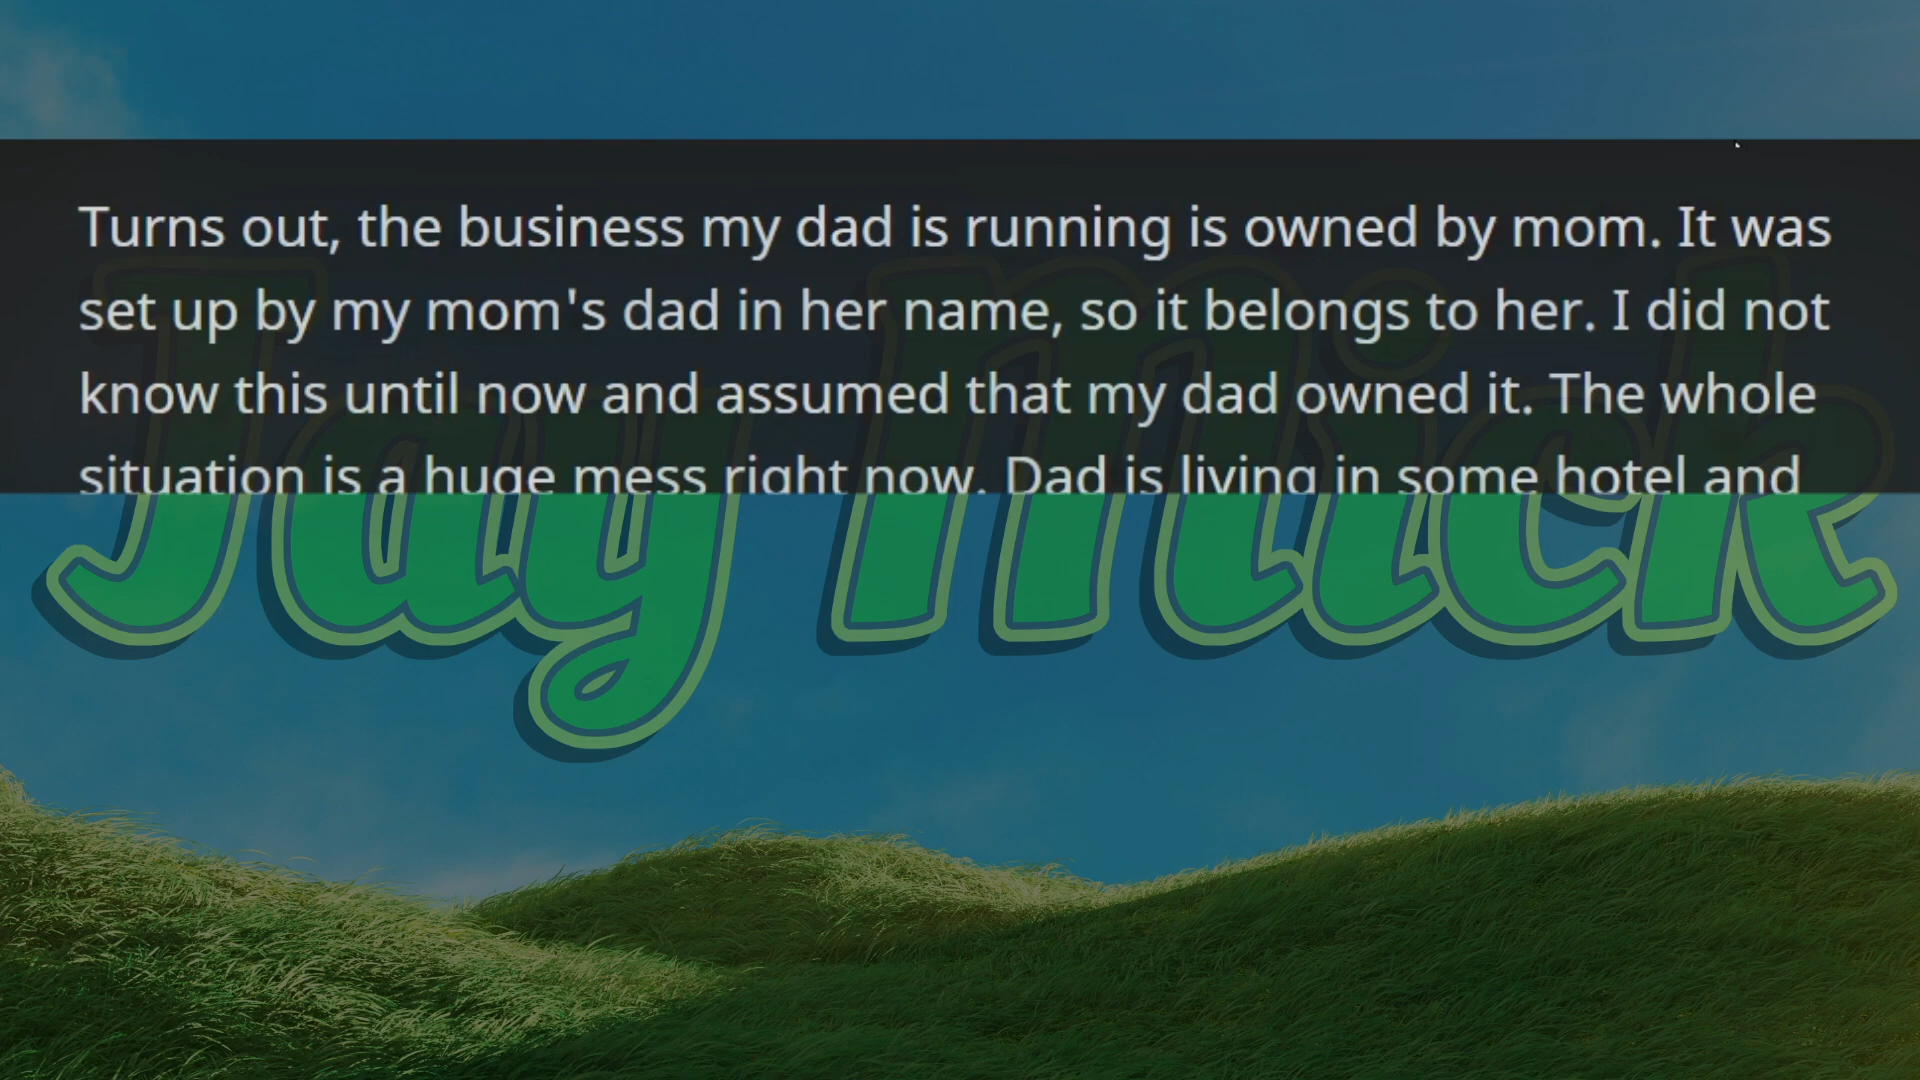 Turns out, the business my dad is running is owned by mom. It was
set up by my mom's dad in her name, so it belongs to her. I did not
know this until now and assumed that my dad owned it. The whole
situation is a huge mess right now. Dad is living in some hotel and
Jay Mick